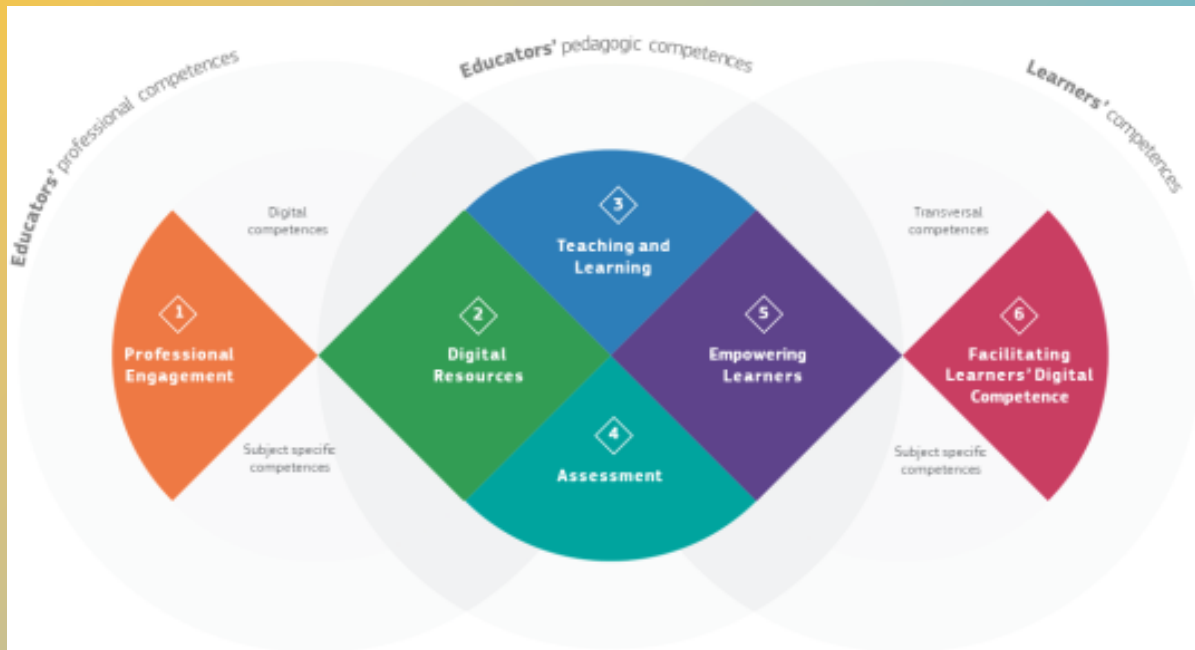 Educators' professional competences
Educators' pedagogic competences
Learners' competences
Digital
competences
Subject specific
competences
1
Professional
Engagement
2
Digital
Resources
3
Teaching and
Learning
4
Assessment
5
Empowering
Learners
Transversal
competences
Subject specific
competences
6
Facilitating
Learners' Digital
Competence